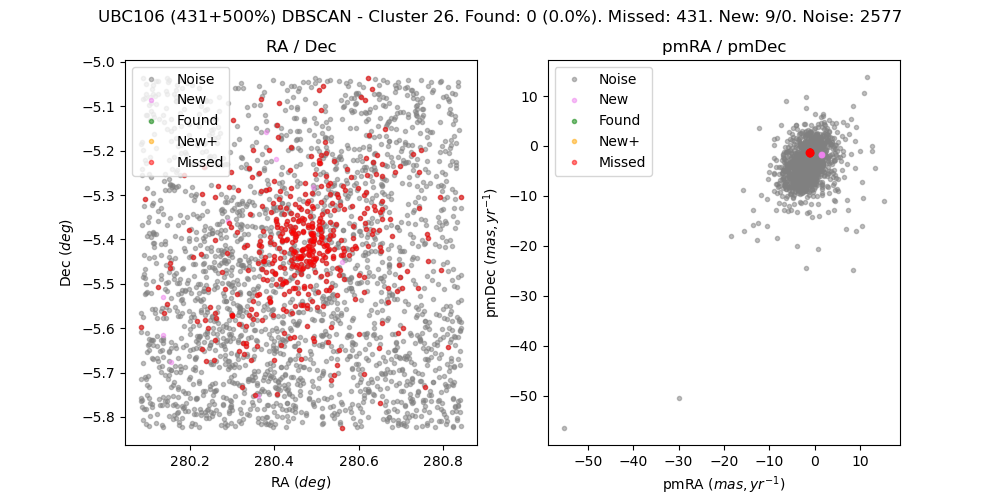 UBC106 (431+500%) DBSCAN - Cluster 26. Found: 0 (0.0%). Missed: 431. New: 9/0. Noise: 2577
RA / Dec
−5.0
−5.1
−5.2
−5.3
−5.4
−5.5
−5.6
−5.7
−5.8
Dec (deg)
Noise
New
Found
New+
Missed
280.2 280.4 280.6 280.8
RA (deg)
pmRA / pmDec
10
0
−10
−20
−30
−40
−50
pmDec (mas, yr⁻¹)
Noise
New
Found
New+
Missed
−50 −40 −30 −20 −10 0 10
pmRA (mas, yr⁻¹)